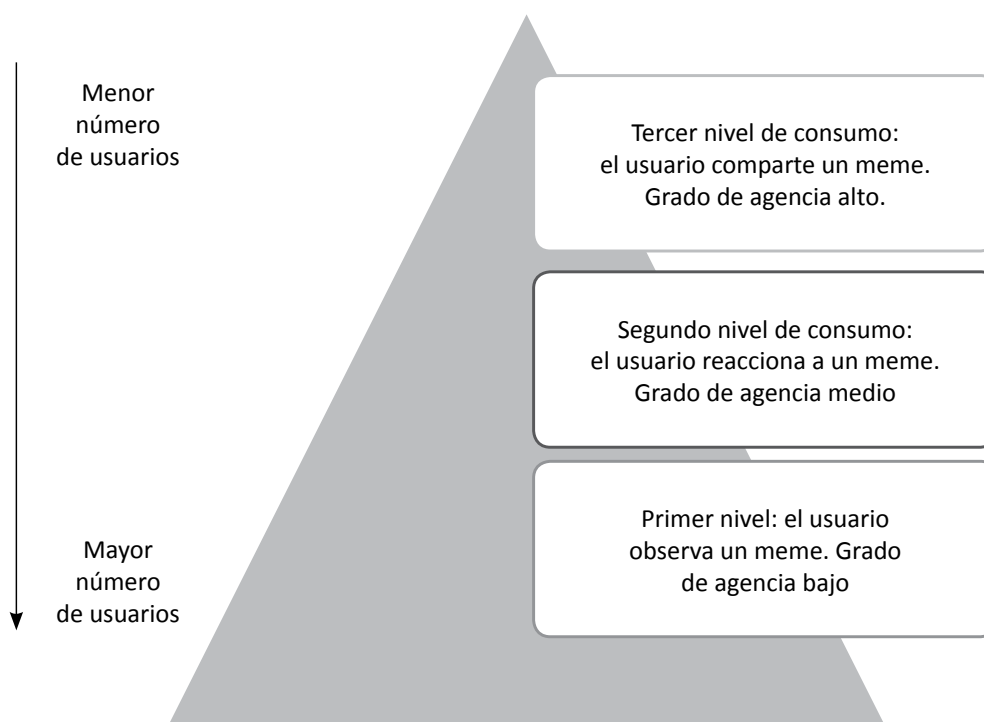 Menor
número
de usuarios
Tercer nivel de consumo:
el usuario comparte un meme.
Grado de agencia alto.
Segundo nivel de consumo:
el usuario reacciona a un meme.
Grado de agencia medio
Primer nivel: el usuario
observa un meme. Grado
de agencia bajo
Mayor
número
de usuarios